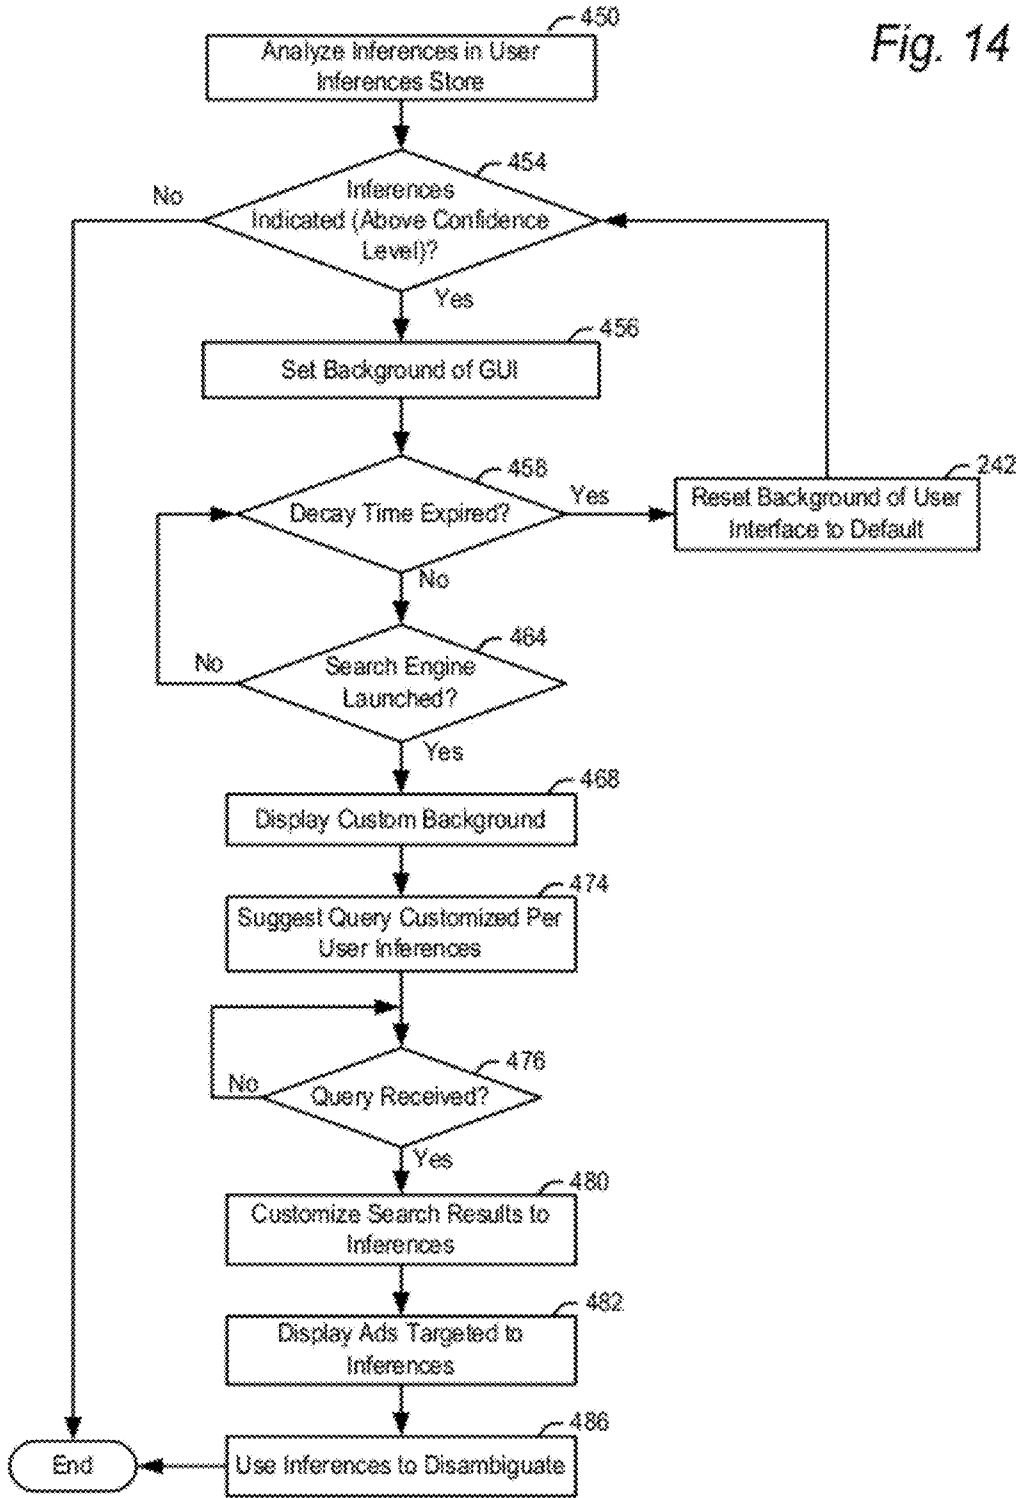 450
Fig. 14
Analyze Inferences in User
Inferences Store
454
No
Inferences
Indicated (Above Confidence
Level)?
Yes
456
Set Background of GUI
458
242
Decay Time Expired?
Yes
Reset Background of User
Interface to Default
No
464
No
Search Engine
Launched?
Yes
468
Display Custom Background
474
Suggest Query Customized Per
User Inferences
476
No
Query Received?
Yes
480
Customize Search Results to
Inferences
482
Display Ads Targeted to
Inferences
486
End
Use Inferences to Disambiguate